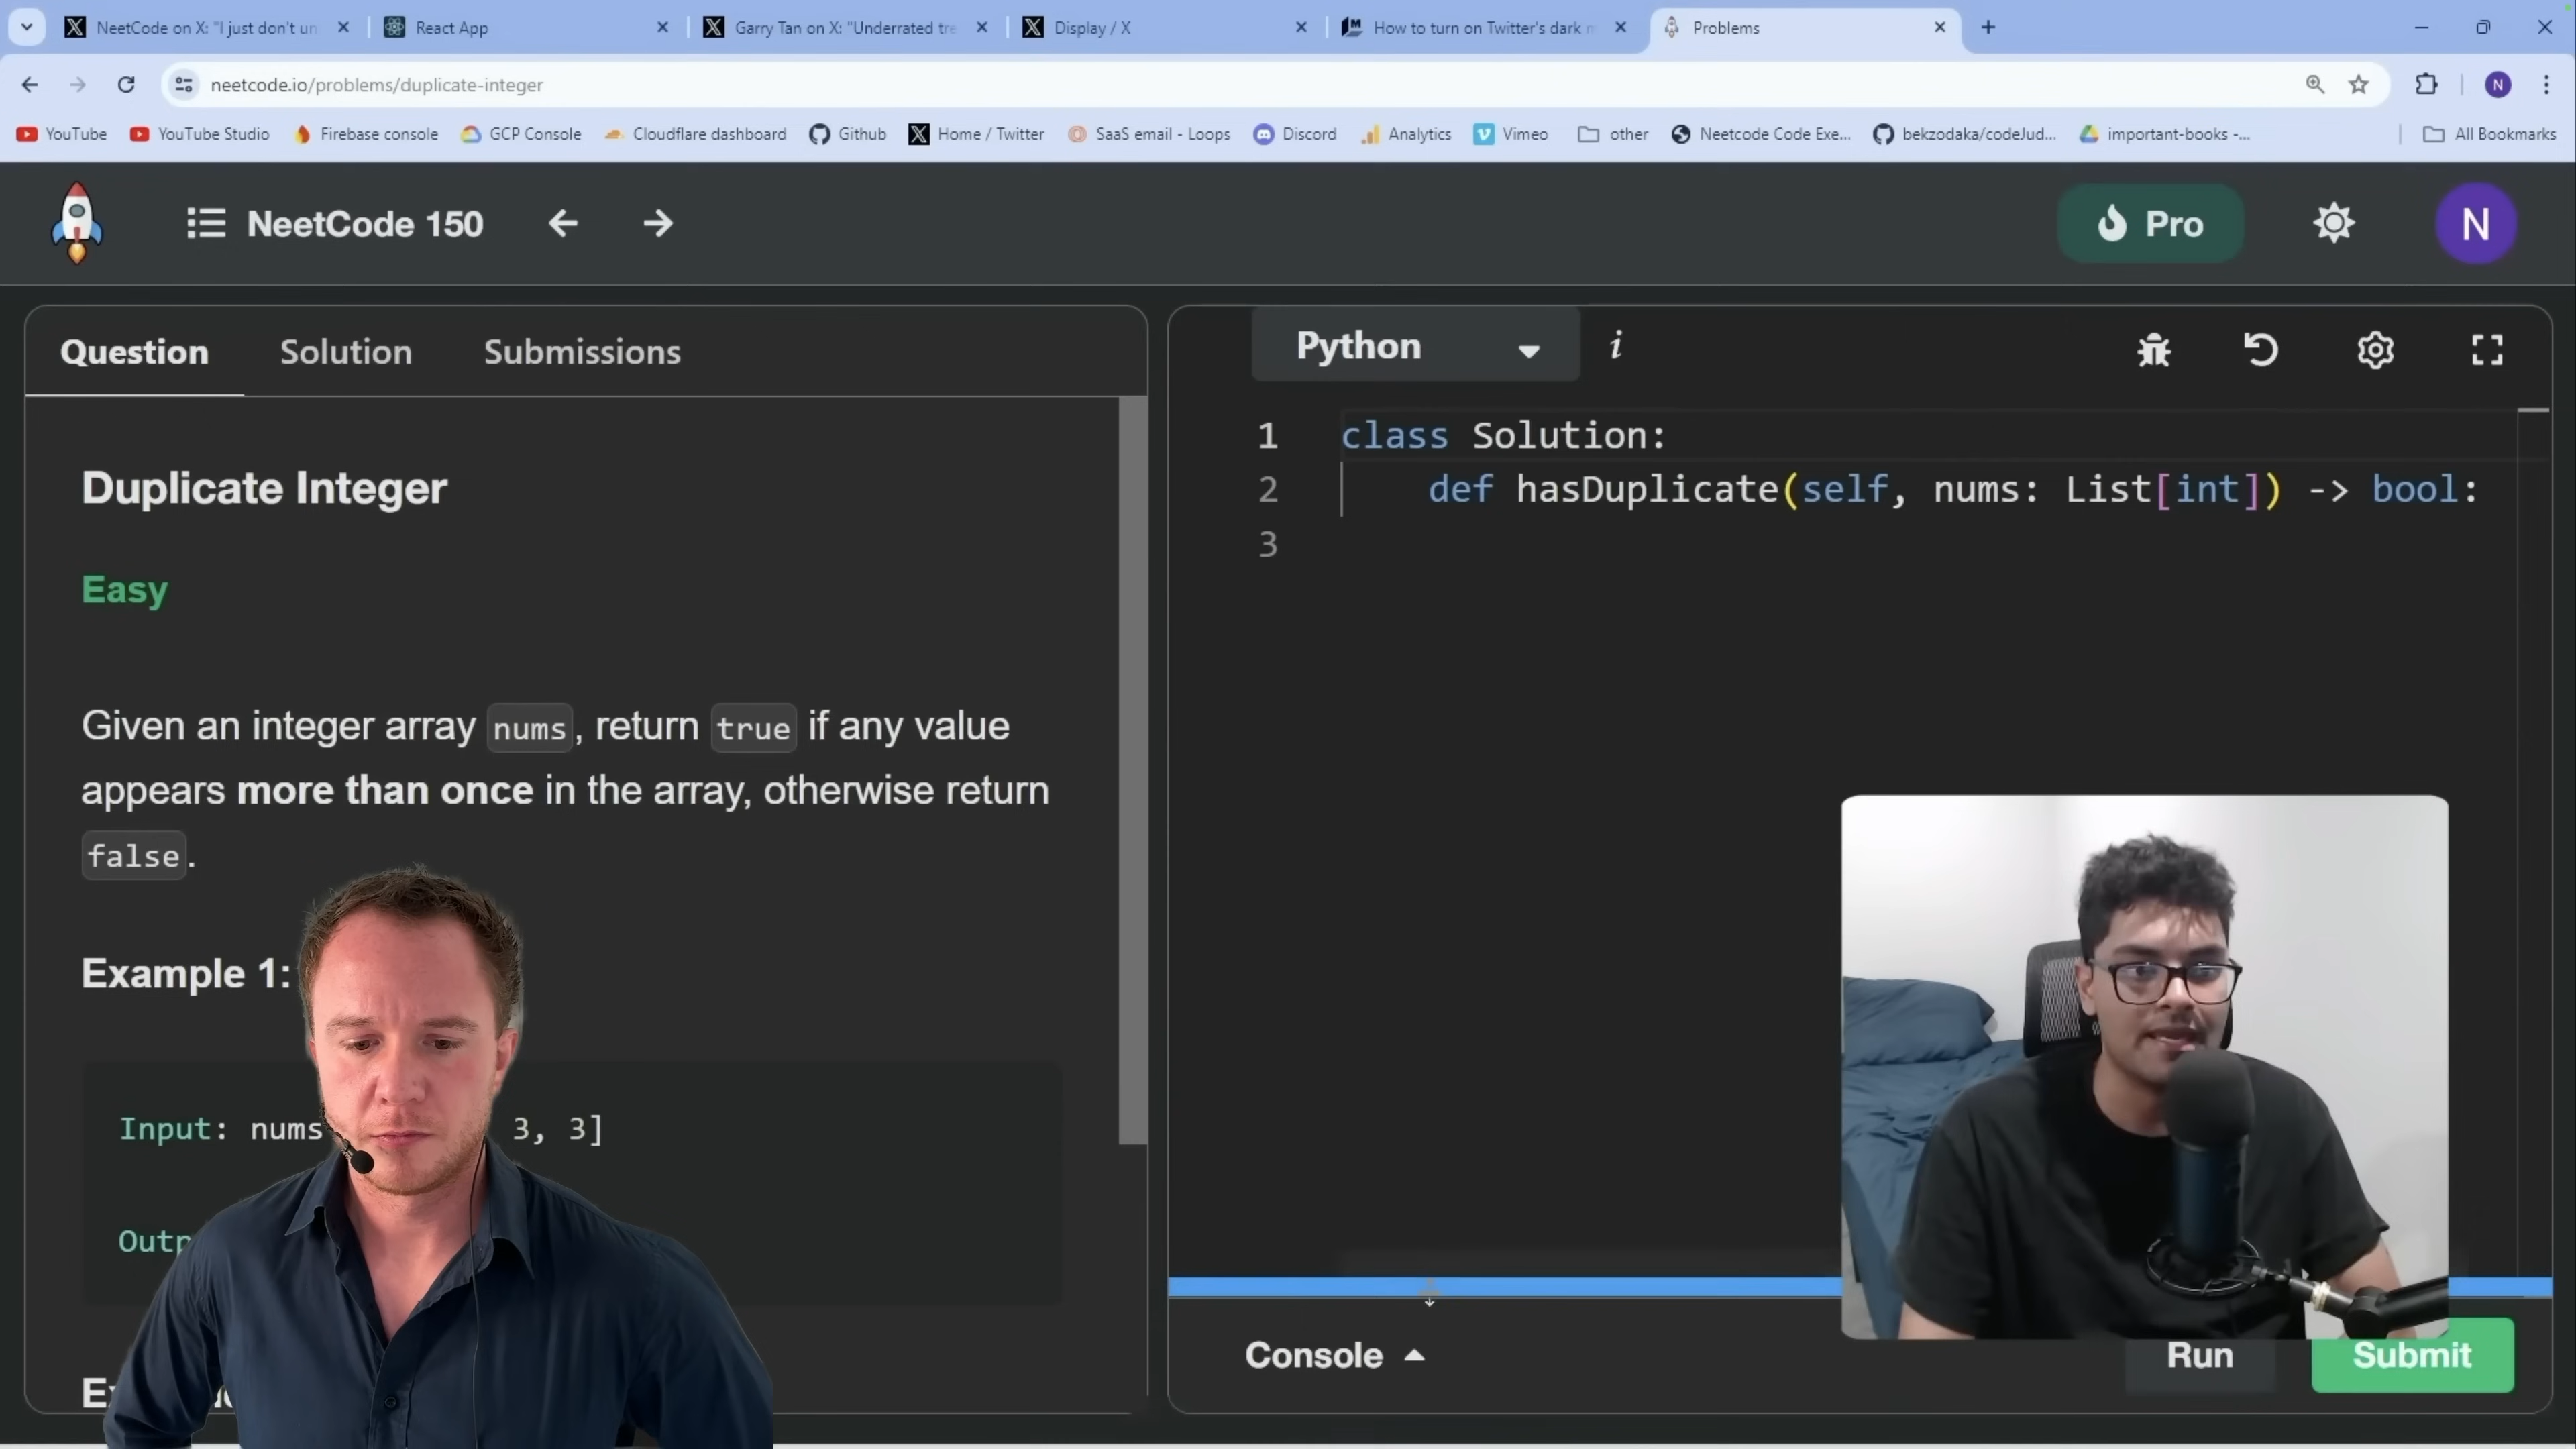 NeetCode on X: "I just don't un
React App
Garry Tan on X: "Underrated tre
Display / X
How to turn on Twitter's dark m
Problems
neetcode.io/problems/duplicate-integer
N
YouTube
YouTube Studio
Firebase console
GCP Console
Cloudflare dashboard
Github
Home / Twitter
SaaS email - Loops
Discord
Analytics
Vimeo
other
Neetcode Code Exe...
bekzodaka/codeJud...
important-books -...
All Bookmarks
NeetCode 150
Pro
N
Question Solution Submissions
Duplicate Integer
Easy
Given an integer array nums, return true if any value
appears more than once in the array, otherwise return
false.
Example 1:
Input: nums 3, 3]
Python
i
1 class Solution:
2 def hasDuplicate(self, nums: List[int]) -> bool:
3
Console
Run
Submit